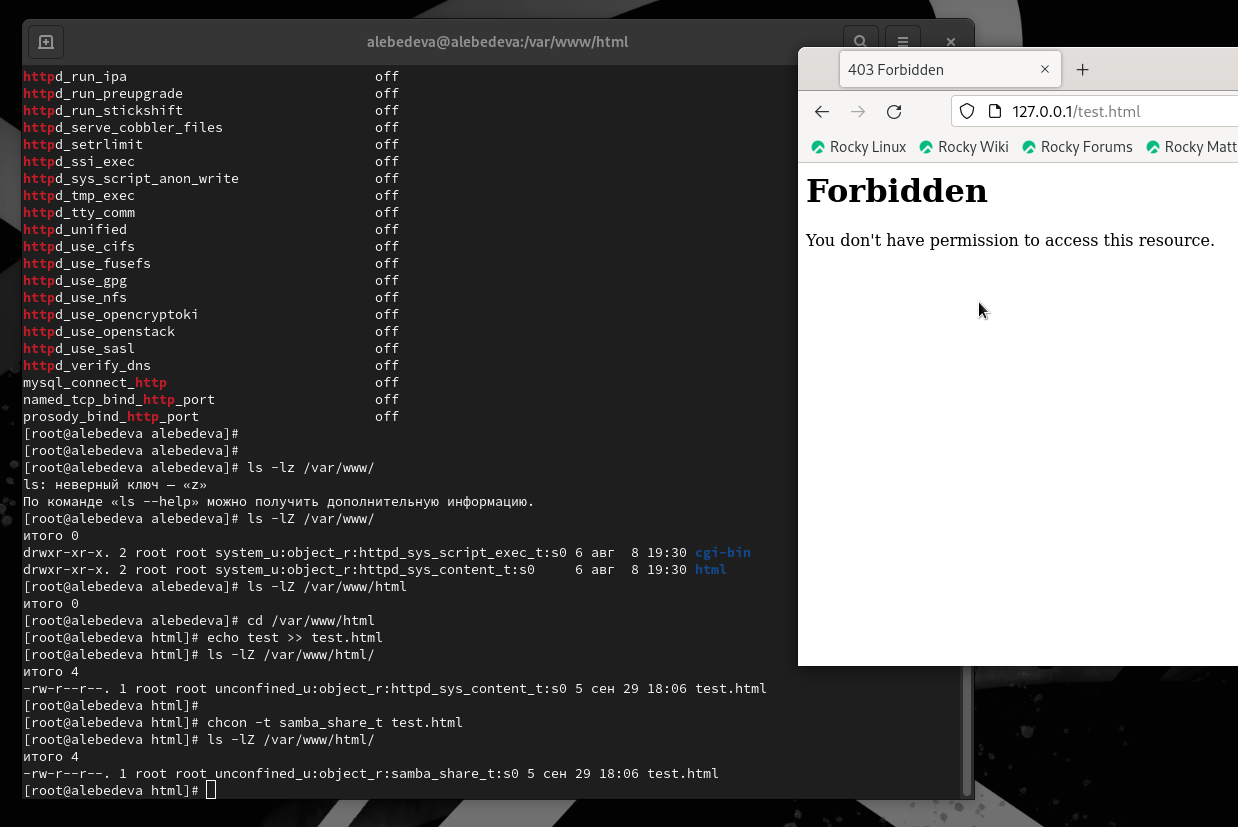 alebedeva@alebedeva:/var/www/html
httpd_run_ipa off
httpd_run_preupgrade off
httpd_run_stickshift off
httpd_serve_cobbler_files off
httpd_setrlimit off
httpd_ssi_exec off
httpd_sys_script_anon_write off
httpd_tmp_exec off
httpd_tty_comm off
httpd_unified off
httpd_use_cifs off
httpd_use_fusefs off
httpd_use_gpg off
httpd_use_nfs off
httpd_use_opencryptoki off
httpd_use_openstack off
httpd_use_sasl off
httpd_verify_dns off
mysql_connect_http off
named_tcp_bind_http_port off
prosody_bind_http_port off
[root@alebedeva alebedeva]#
[root@alebedeva alebedeva]#
[root@alebedeva alebedeva]# ls -lz /var/www/
ls: неверный ключ — «z»
По команде «ls --help» можно получить дополнительную информацию.
[root@alebedeva alebedeva]# ls -lZ /var/www/
итого 0
drwxr-xr-x. 2 root root system_u:object_r:httpd_sys_script_exec_t:s0 6 авг  8 19:30 cgi-bin
drwxr-xr-x. 2 root root system_u:object_r:httpd_sys_content_t:s0     6 авг  8 19:30 html
[root@alebedeva alebedeva]# ls -lZ /var/www/html
итого 0
[root@alebedeva alebedeva]# cd /var/www/html
[root@alebedeva html]# echo test >> test.html
[root@alebedeva html]# ls -lZ /var/www/html/
итого 4
-rw-r--r--. 1 root root unconfined_u:object_r:httpd_sys_content_t:s0 5 сен 29 18:06 test.html
[root@alebedeva html]#
[root@alebedeva html]# chcon -t samba_share_t test.html
[root@alebedeva html]# ls -lZ /var/www/html/
итого 4
-rw-r--r--. 1 root root unconfined_u:object_r:samba_share_t:s0 5 сен 29 18:06 test.html
[root@alebedeva html]#
403 Forbidden
127.0.0.1/test.html
Rocky Linux Rocky Wiki Rocky Forums Rocky Matt
Forbidden
You don't have permission to access this resource.